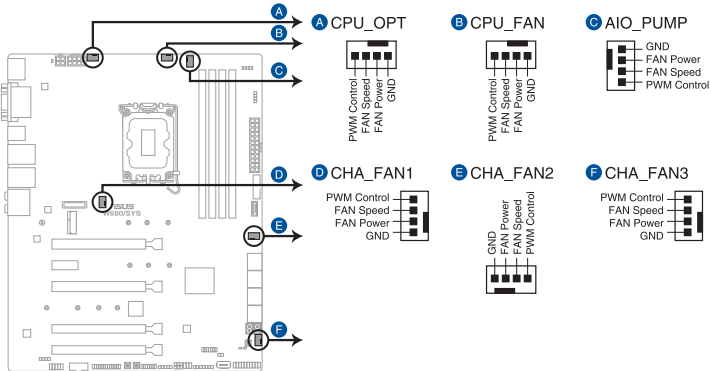 A
B
C
A CPU_OPT
PWM Control
FAN Speed
FAN Power
GND
B CPU_FAN
PWM Control
FAN Speed
FAN Power
GND
C AIO_PUMP
GND
FAN Power
FAN Speed
PWM Control
D
ASUS
W680/SYS
E
F
D CHA_FAN1
PWM Control
FAN Speed
FAN Power
GND
E CHA_FAN2
GND
FAN Power
FAN Speed
PWM Control
F CHA_FAN3
PWM Control
FAN Speed
FAN Power
GND